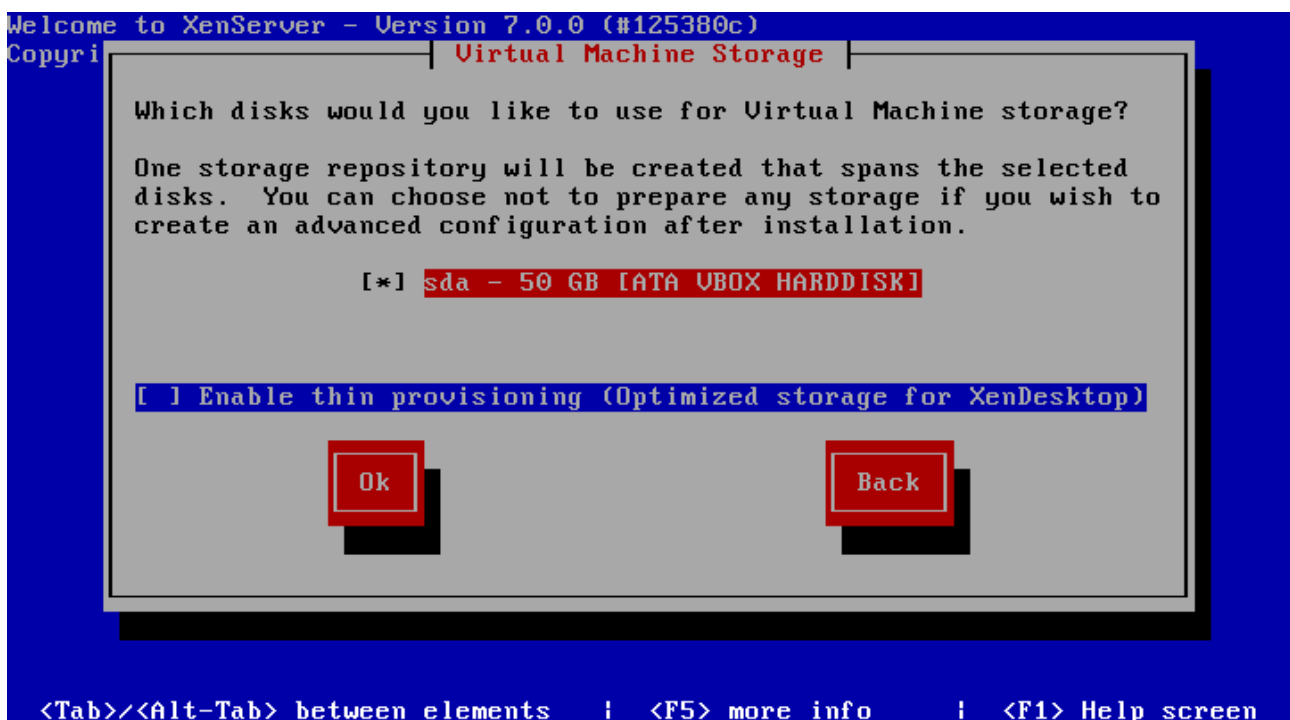 Welcome to XenServer - Version 7.0.0 (#125380c)
Copyri
Virtual Machine Storage
Which disks would you like to use for Virtual Machine storage?
One storage repository will be created that spans the selected
disks.  You can choose not to prepare any storage if you wish to
create an advanced configuration after installation.
[*] sda - 50 GB [ATA VBOX HARDDISK]
[ ] Enable thin provisioning (Optimized storage for XenDesktop)
Ok Back
<Tab>/<Alt-Tab> between elements | <F5> more info | <F1> Help screen